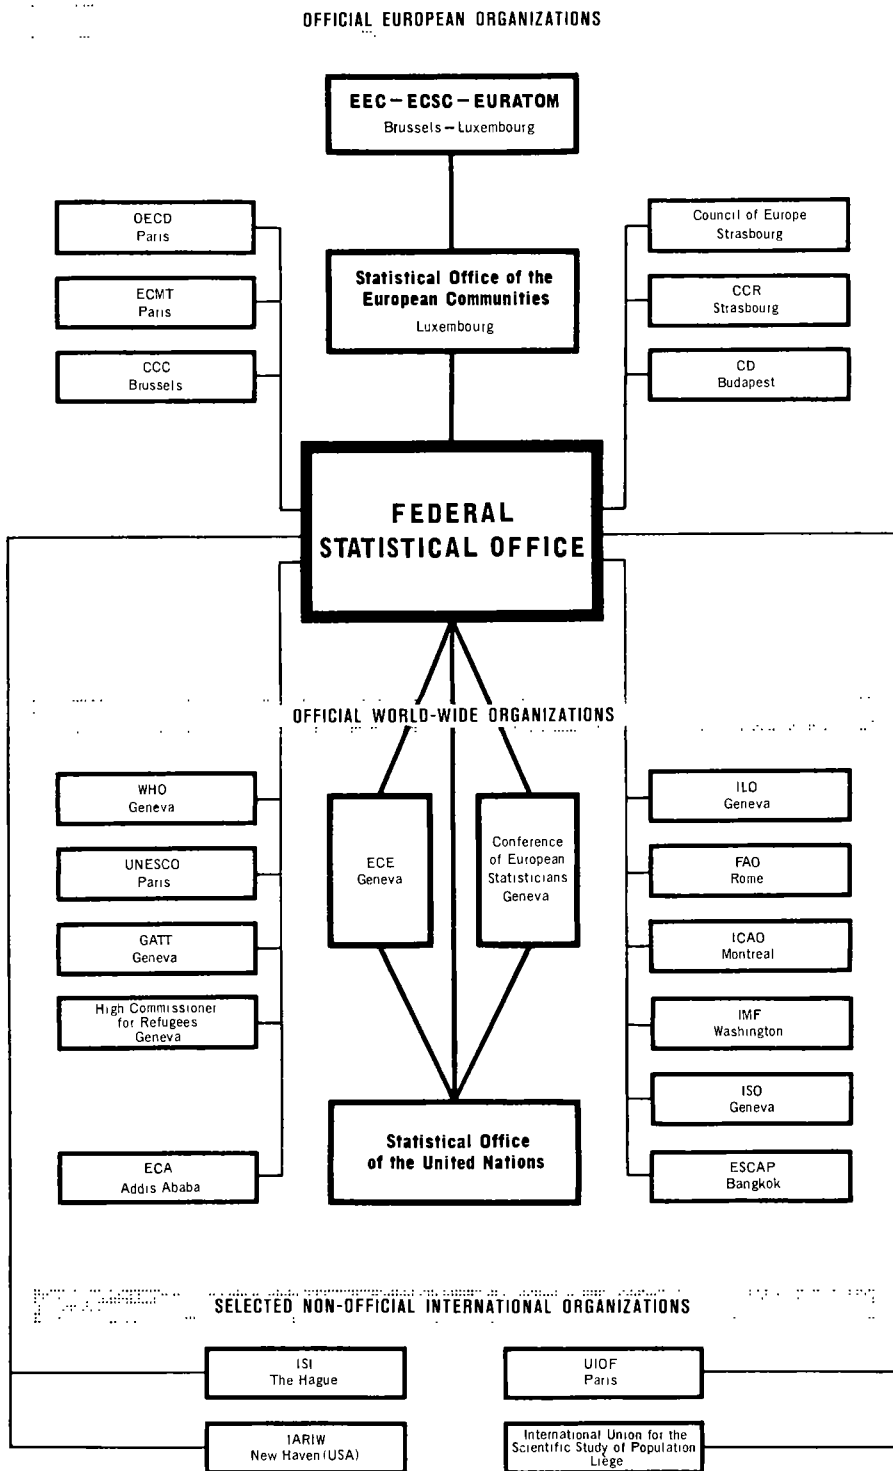 OFFICIAL EUROPEAN ORGANIZATIONS
EEC – ECSC – EURATOM
Brussels – Luxembourg
OECD
Paris
ECMT
Paris
CCC
Brussels
Statistical Office of the
European Communities
Luxembourg
Council of Europe
Strasbourg
CCR
Strasbourg
CD
Budapest
FEDERAL
STATISTICAL OFFICE
OFFICIAL WORLD-WIDE ORGANIZATIONS
WHO
Geneva
UNESCO
Paris
GATT
Geneva
High Commissioner
for Refugees
Geneva
ECA
Addis Ababa
ECE
Geneva
Conference
of European
Statisticians
Geneva
Statistical Office
of the United Nations
ILO
Geneva
FAO
Rome
ICAO
Montreal
IMF
Washington
ISO
Geneva
ESCAP
Bangkok
SELECTED NON-OFFICIAL INTERNATIONAL ORGANIZATIONS
ISI
The Hague
UIOF
Paris
IARIW
New Haven (USA)
International Union for the
Scientific Study of Population
Liège